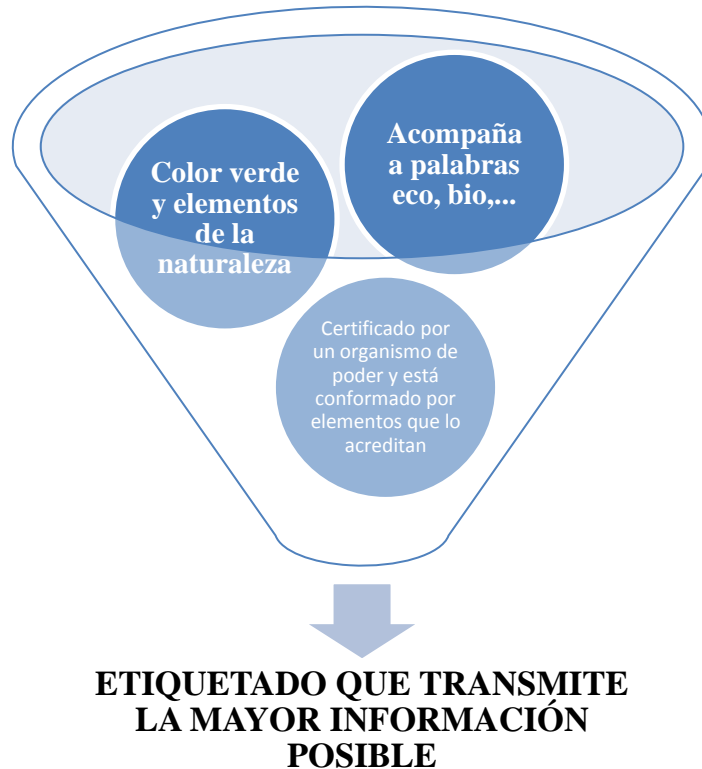 Color verde
y elementos
de la
naturaleza
Acompaña
a palabras
eco, bio,...
Certificado por
un organismo de
poder y está
conformado por
elementos que lo
acreditan
ETIQUETADO QUE TRANSMITE
LA MAYOR INFORMACIÓN
POSIBLE